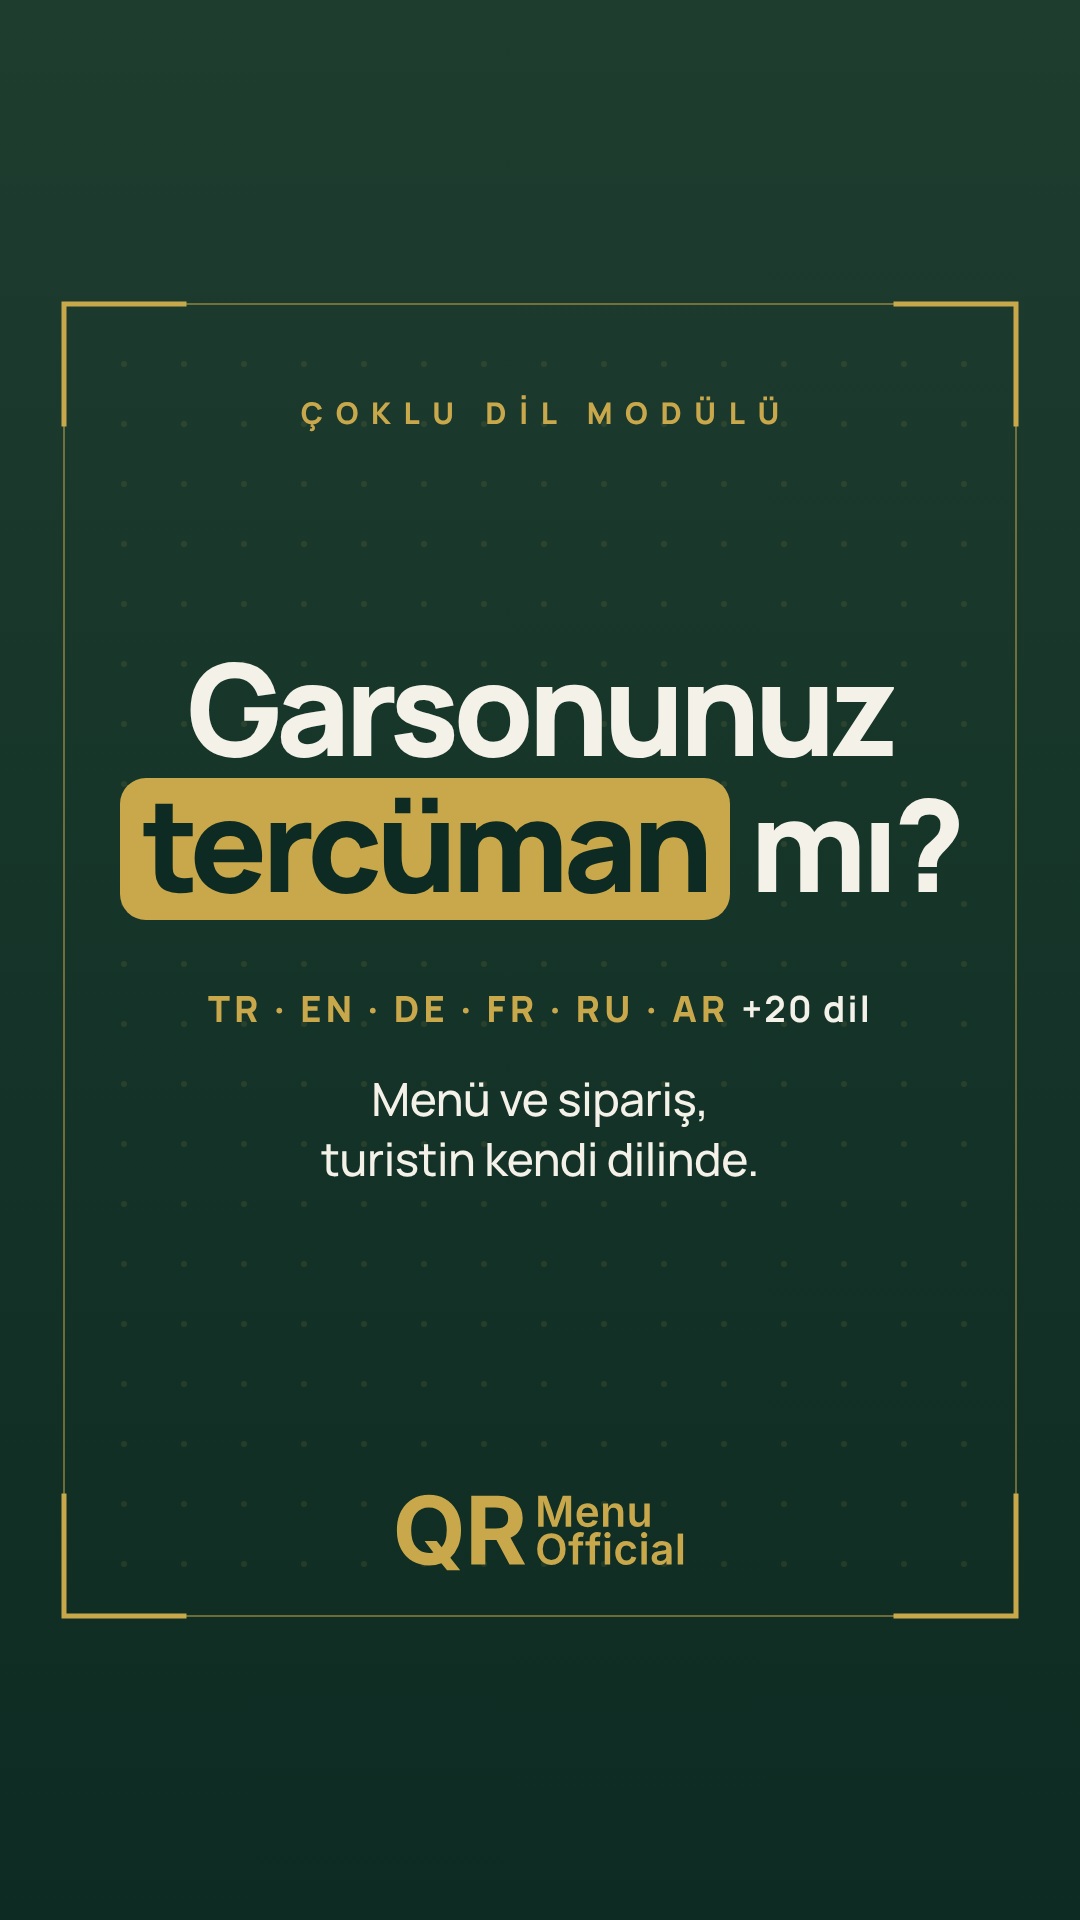 ÇOKLU DİL MODÜLÜ
Garsonunuz
tercüman mı?
TR · EN · DE · FR · RU · AR +20 dil
Menü ve sipariş,
turistin kendi dilinde.
QR Menu
Official